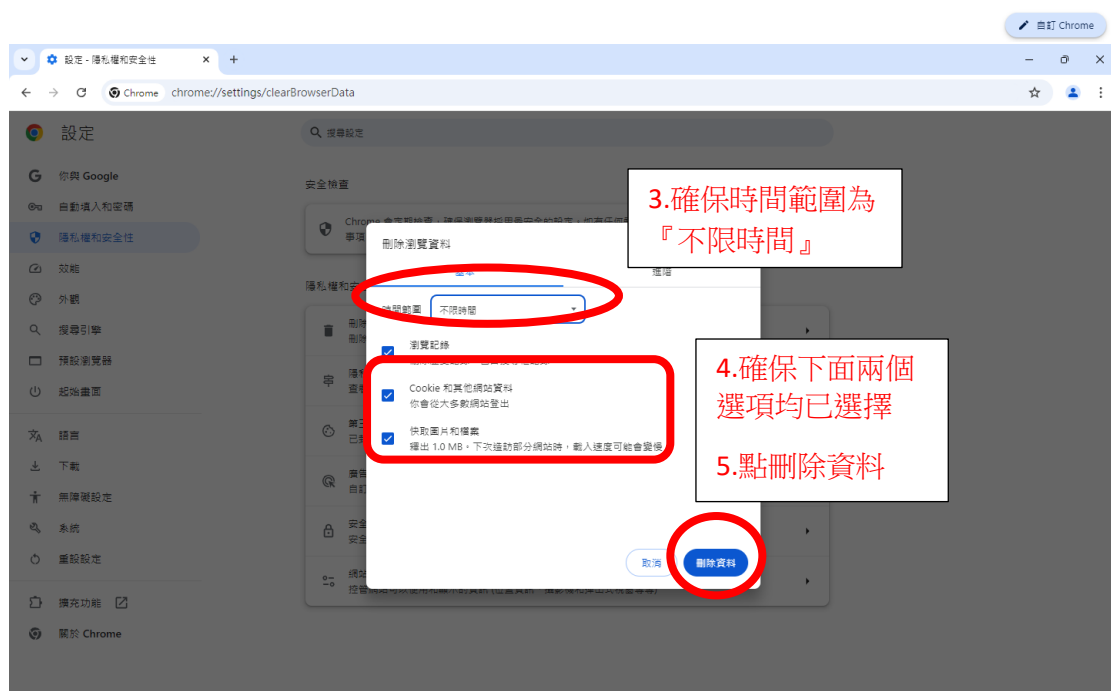 自訂 Chrome
設定 - 隱私權和安全性
Chrome
chrome://settings/clearBrowserData
設定
搜尋設定
你與 Google
自動填入和密碼
隱私權和安全性
效能
外觀
搜尋引擎
預設瀏覽器
起始畫面
語言
下載
無障礙設定
系統
重設設定
擴充功能
關於 Chrome
安全檢查
事項
隱私權和安
刪除瀏覽資料
進階
時間範圍
不限時間
瀏覽記錄
Cookie 和其他網站資料
你會從大多數網站登出
快取圖片和檔案
釋出 1.0 MB。下次造訪部分網站時，載入速度可能會變慢
取消
刪除資料
3.確保時間範圍為
『不限時間』
4.確保下面兩個
選項均已選擇
5.點刪除資料